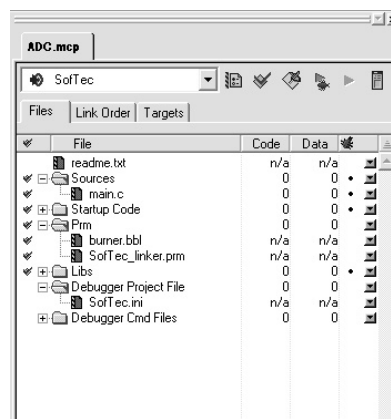 ADC.mcp
SofTec
Files Link Order Targets
File Code Data
readme.txt n/a n/a
Sources 0 0
main.c 0 0
Startup Code 0 0
Prm 0 0
burner.bbl n/a n/a
SofTec_linker.prm n/a n/a
Libs 0 0
Debugger Project File 0 0
SofTec.ini n/a n/a
Debugger Cmd Files 0 0